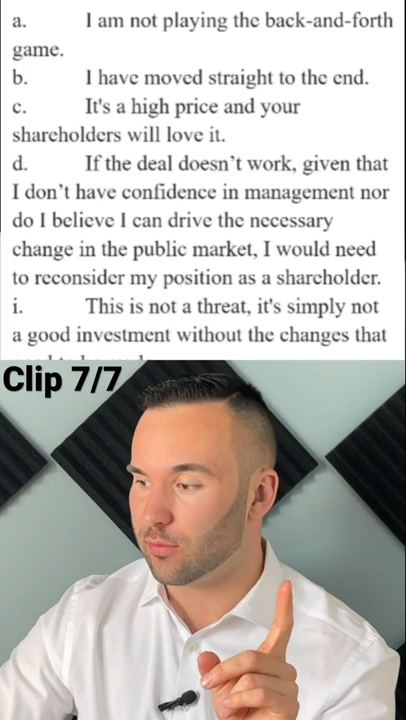 a. I am not playing the back-and-forth
game.
b. I have moved straight to the end.
c. It's a high price and your
shareholders will love it.
d. If the deal doesn’t work, given that
I don’t have confidence in management nor
do I believe I can drive the necessary
change in the public market, I would need
to reconsider my position as a shareholder.
i. This is not a threat, it's simply not
a good investment without the changes that
Clip 7/7